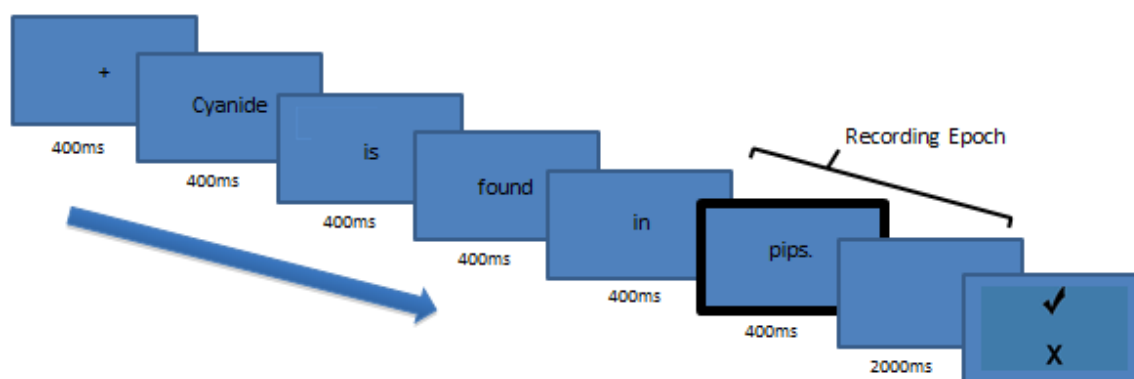 +
400ms
Cyanide
400ms
is
400ms
found
400ms
in
400ms
Recording Epoch
pips.
400ms
2000ms
✓
X